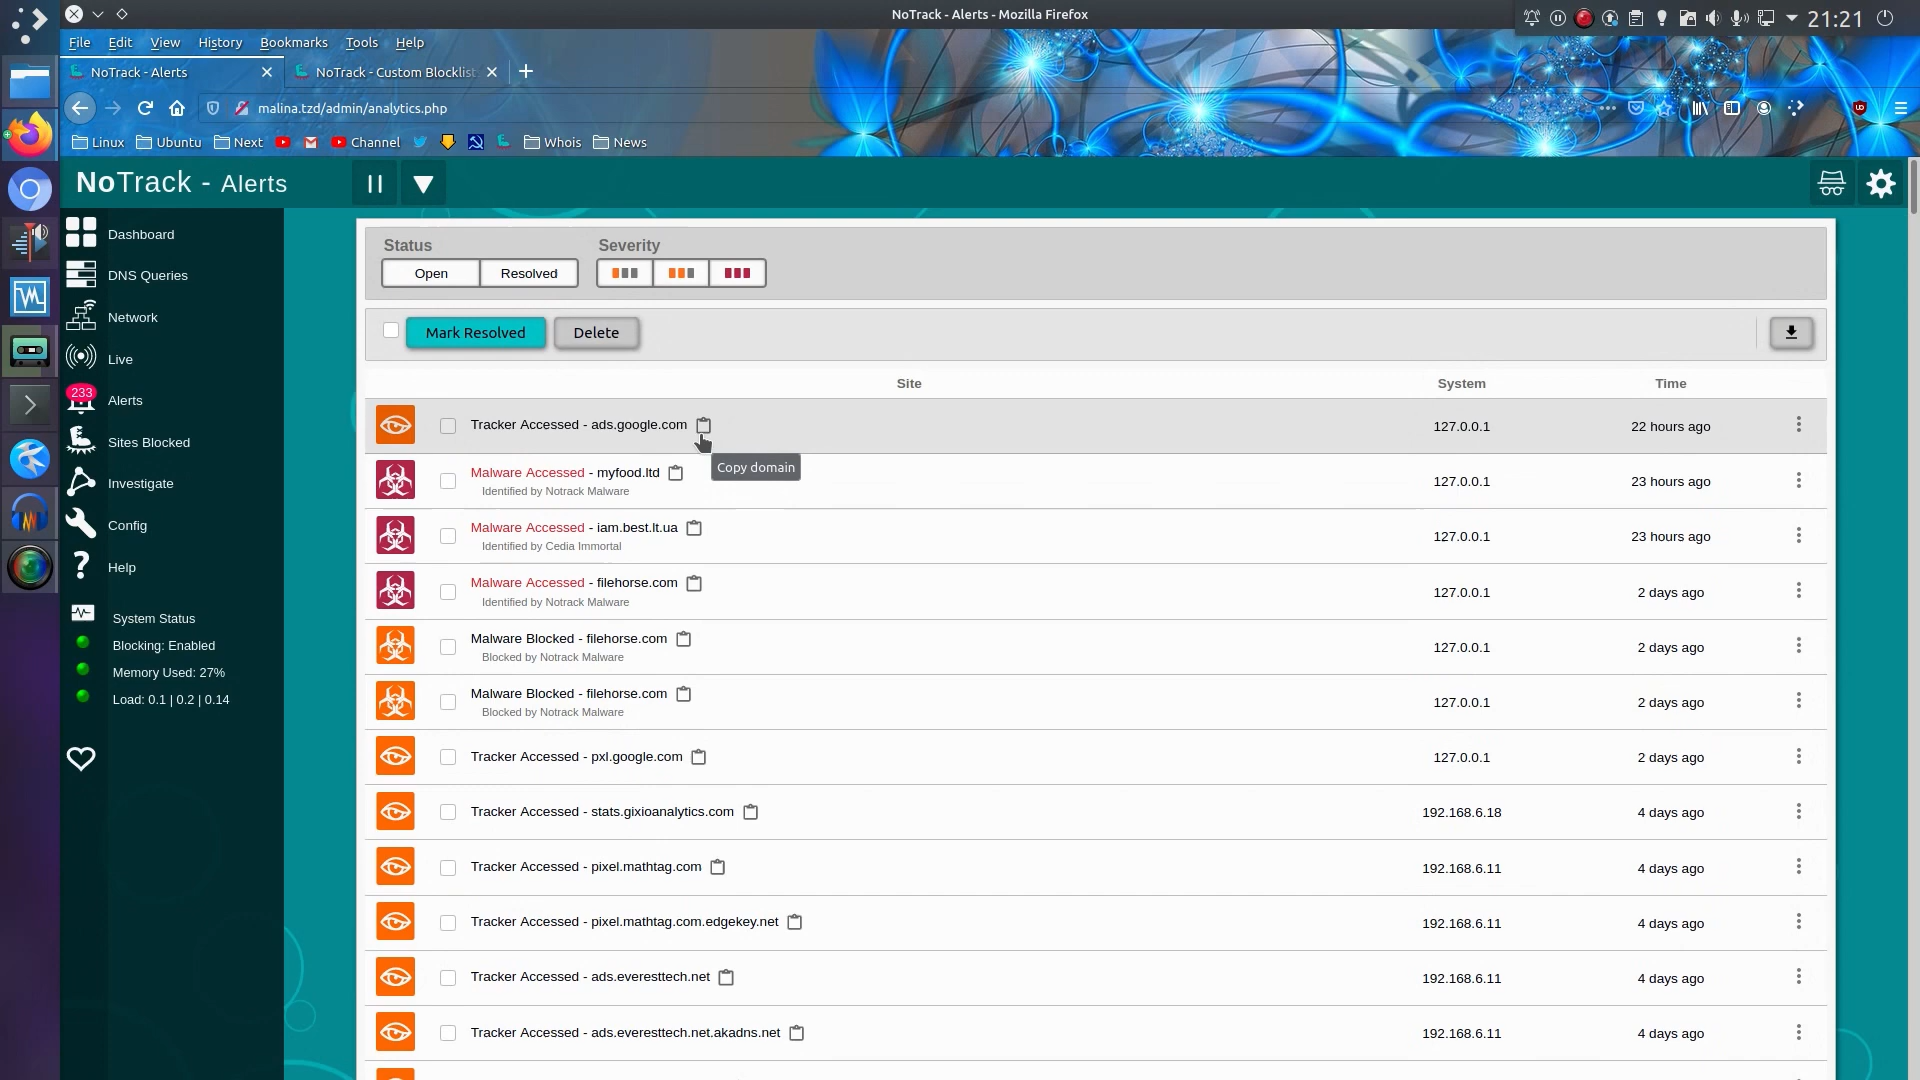 NoTrack - Alerts - Mozilla Firefox
21:21
File Edit View History Bookmarks Tools Help
NoTrack - Alerts
NoTrack - Custom Blocklist
malina.tzd/admin/analytics.php
Linux Ubuntu Next Channel Whois News
NoTrack - Alerts
Dashboard
DNS Queries
Network
Live
233
Alerts
Sites Blocked
Investigate
Config
Help
System Status
Blocking: Enabled
Memory Used: 27%
Load: 0.1 | 0.2 | 0.14
Status Severity
Open Resolved
Mark Resolved Delete
Site System Time
Tracker Accessed - ads.google.com 127.0.0.1 22 hours ago
Copy domain
Malware Accessed - myfood.ltd 127.0.0.1 23 hours ago
Identified by Notrack Malware
Malware Accessed - iam.best.lt.ua 127.0.0.1 23 hours ago
Identified by Cedia Immortal
Malware Accessed - filehorse.com 127.0.0.1 2 days ago
Identified by Notrack Malware
Malware Blocked - filehorse.com 127.0.0.1 2 days ago
Blocked by Notrack Malware
Malware Blocked - filehorse.com 127.0.0.1 2 days ago
Blocked by Notrack Malware
Tracker Accessed - pxl.google.com 127.0.0.1 2 days ago
Tracker Accessed - stats.gixioanalytics.com 192.168.6.18 4 days ago
Tracker Accessed - pixel.mathtag.com 192.168.6.11 4 days ago
Tracker Accessed - pixel.mathtag.com.edgekey.net 192.168.6.11 4 days ago
Tracker Accessed - ads.everesttech.net 192.168.6.11 4 days ago
Tracker Accessed - ads.everesttech.net.akadns.net 192.168.6.11 4 days ago